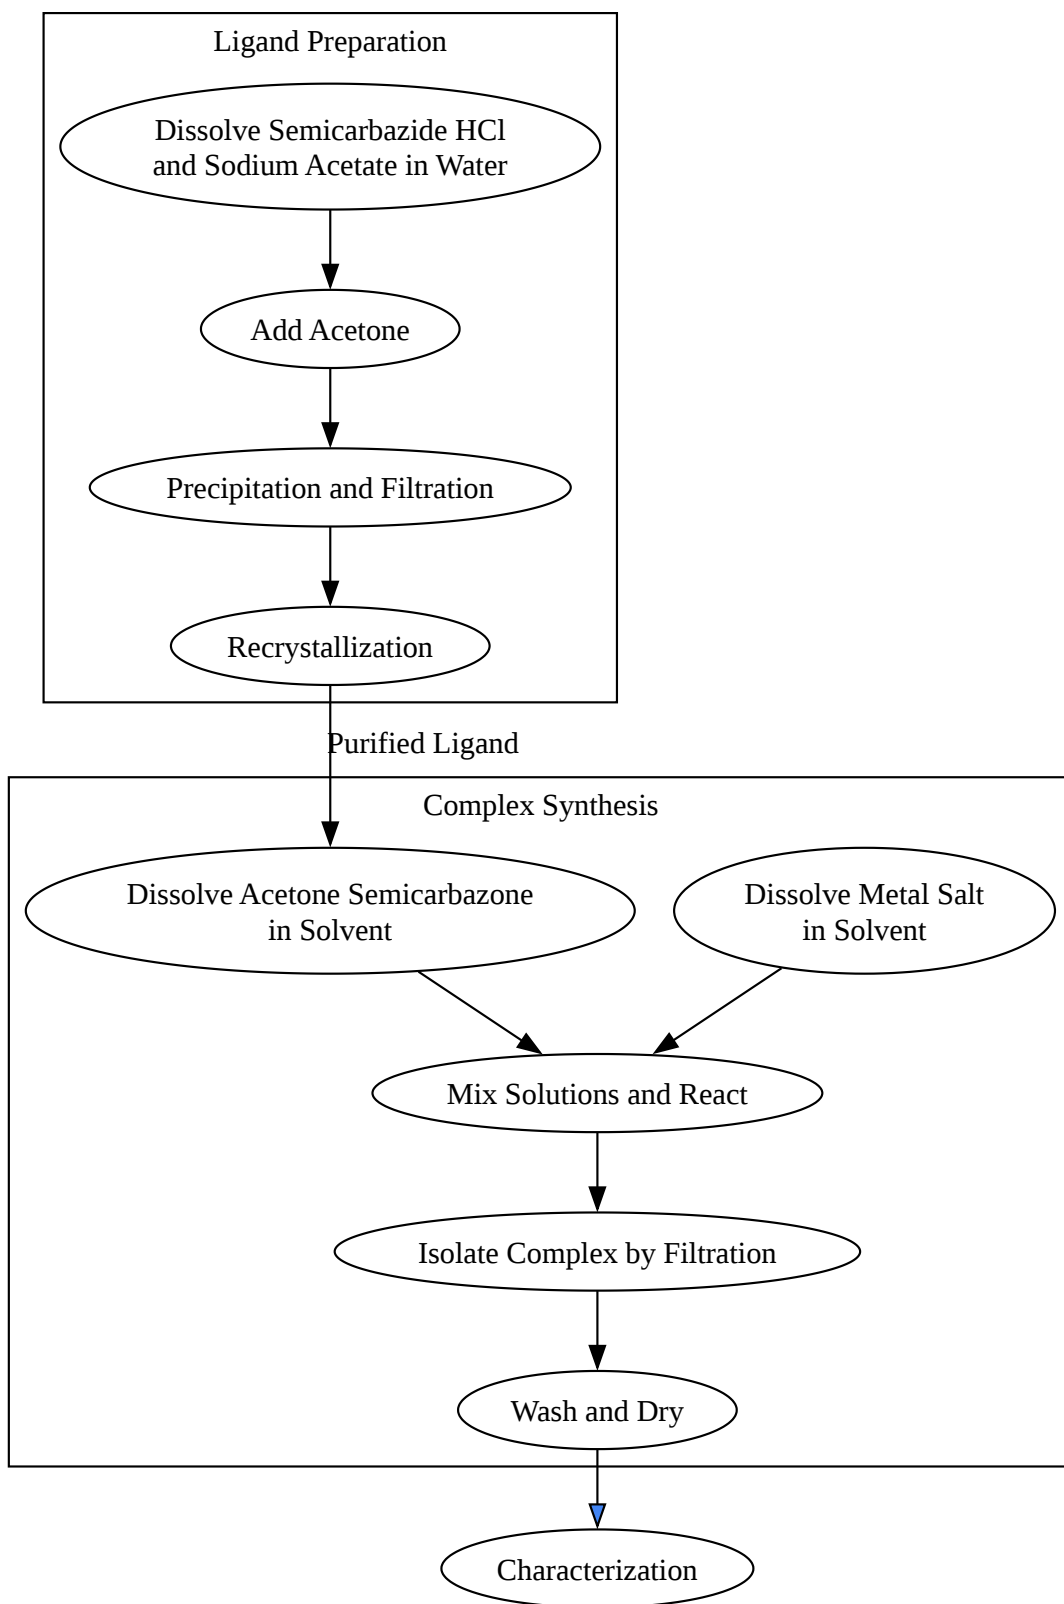 Ligand Preparation
Dissolve Semicarbazide HCl
and Sodium Acetate in Water
Add Acetone
Precipitation and Filtration
Recrystallization
Purified Ligand
Complex Synthesis
Dissolve Acetone Semicarbazone
in Solvent
Dissolve Metal Salt
in Solvent
Mix Solutions and React
Isolate Complex by Filtration
Wash and Dry
Characterization